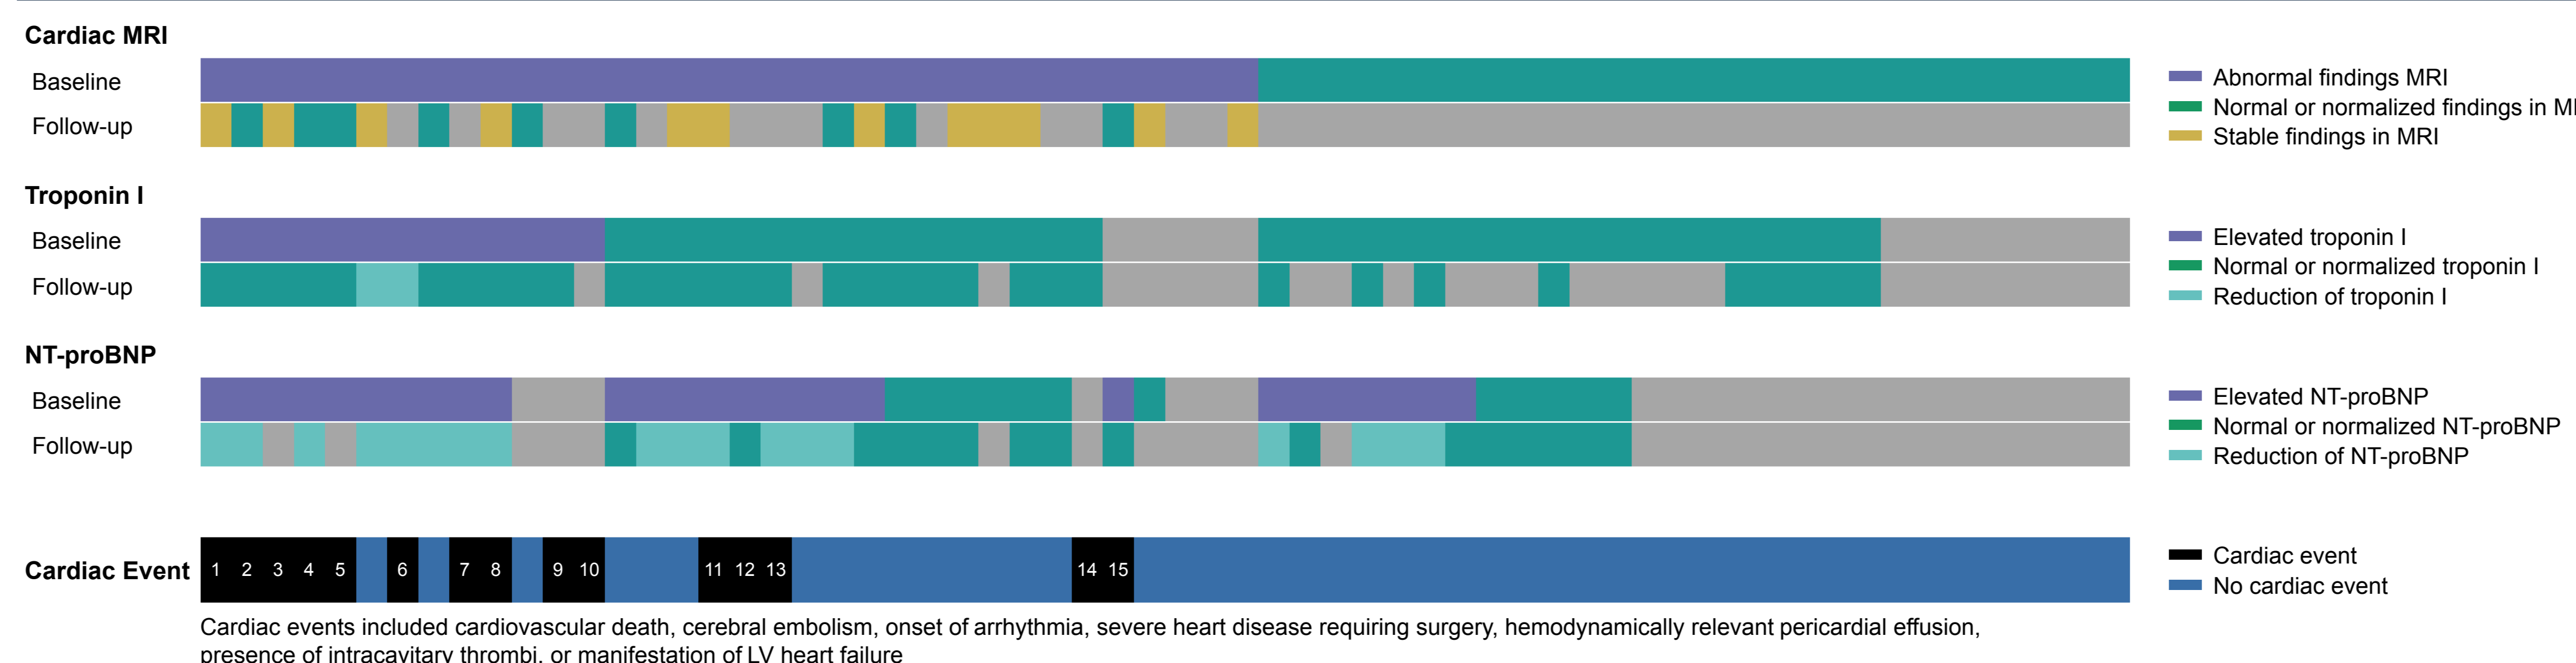 Cardiac MRI
Baseline
Follow-up
Abnormal findings MRI
Normal or normalized findings in
Stable findings in MRI
Troponin I
Baseline
Follow-up
Elevated troponin I
Normal or normalized troponin I
Reduction of troponin I
NT-proBNP
Baseline
Follow-up
Elevated NT-proBNP
Normal or normalized NT-proBNP
Reduction of NT-proBNP
Cardiac Event 1 2 3 4 5 6 7 8 9 10 11 12 13 14 15
Cardiac event
No cardiac event
Cardiac events included cardiovascular death, cerebral embolism, onset of arrhythmia, severe heart disease requiring surgery, hemodynamically relevant pericardial effusion,
presence of intracavitary thrombi, or manifestation of LV heart failure